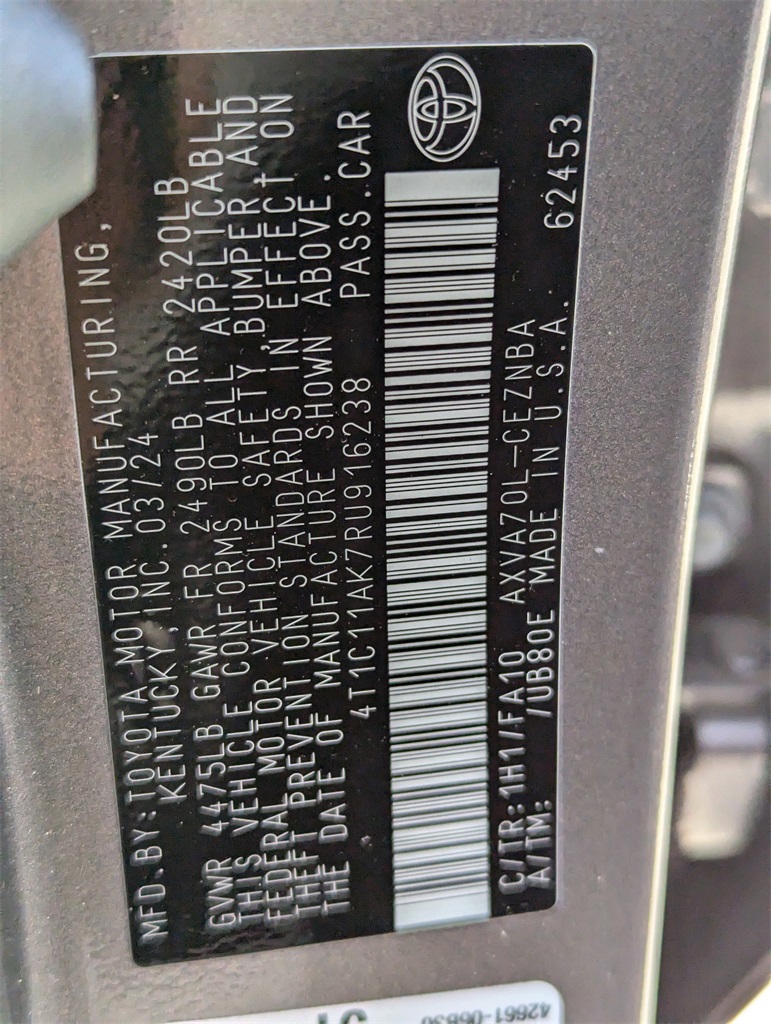 MFD.BY:TOYOTA MOTOR MANUFACTURING,
KENTUCKY,INC.03/24
GVWR 4475LB GAWR FR 2490LB RR 2420LB
THIS VEHICLE CONFORMS TO ALL APPLICABLE
FEDERAL MOTOR VEHICLE SAFETY,BUMPER,AND
THEFT PREVENTION STANDARDS IN EFFECT ON
THE DATE OF MANUFACTURE SHOWN ABOVE.
4T1C11AK7RU916238 PASS.CAR
C/TR:1H1/FA10 AXVA70L-CEZNBA 62453
A/TM: /UB80E MADE IN U.S.A.
42661-06B30